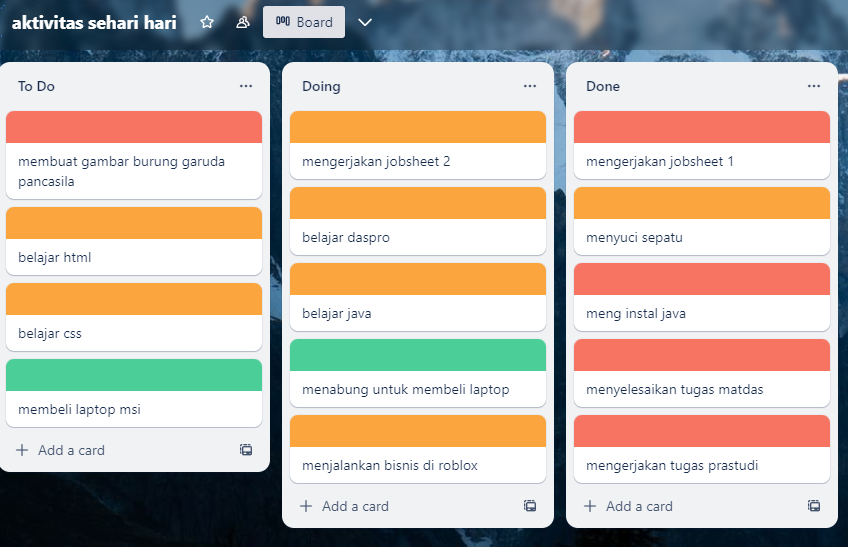 aktivitas sehari hari
Board
To Do
membuat gambar burung garuda
pancasila
belajar html
belajar css
membeli laptop msi
Add a card
Doing
mengerjakan jobsheet 2
belajar daspro
belajar java
menabung untuk membeli laptop
menjalankan bisnis di roblox
Add a card
Done
mengerjakan jobsheet 1
menyuci sepatu
meng instal java
menyelesaikan tugas matdas
mengerjakan tugas prastudi
Add a card